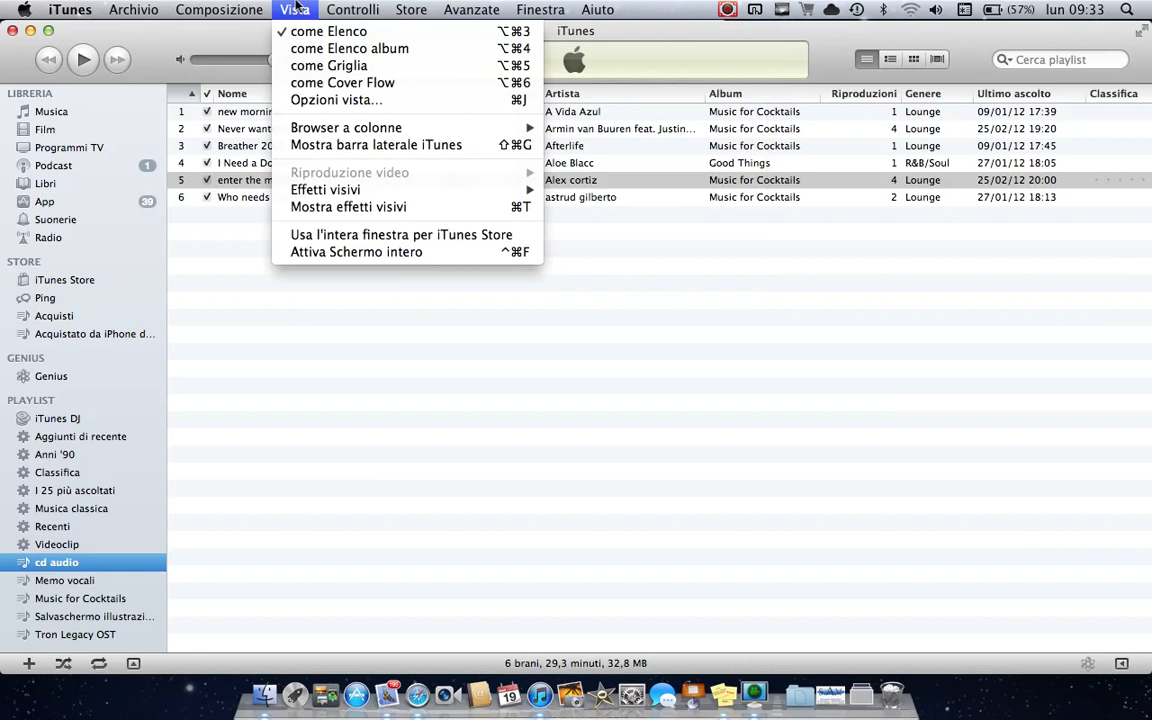 iTunes Archivio Composizione Vista Controlli Store Avanzate Finestra Aiuto (57%) lun 09:33
iTunes
Cerca playlist
✓ come Elenco ⌥⌘3
come Elenco album ⌥⌘4
come Griglia ⌥⌘5
come Cover Flow ⌥⌘6
Opzioni vista... ⌘J
Browser a colonne
Mostra barra laterale iTunes ⇧⌘G
Riproduzione video
Effetti visivi
Mostra effetti visivi ⌘T
Usa l'intera finestra per iTunes Store
Attiva Schermo intero ^⌘F
LIBRERIA
Musica
Film
Programmi TV
Podcast 1
Libri
App 39
Suonerie
Radio
STORE
iTunes Store
Ping
Acquisti
Acquistato da iPhone d...
GENIUS
Genius
PLAYLIST
iTunes DJ
Aggiunti di recente
Anni '90
Classifica
I 25 più ascoltati
Musica classica
Recenti
Videoclip
cd audio
Memo vocali
Music for Cocktails
Salvaschermo illustrazi...
Tron Legacy OST
Nome Artista Album Riproduzioni Genere Ultimo ascolto Classifica
1 new mornin A Vida Azul Music for Cocktails 1 Lounge 09/01/12 17:39
2 Never want Armin van Buuren feat. Justin... Music for Cocktails 4 Lounge 25/02/12 19:20
3 Breather 20 Afterlife Music for Cocktails 1 Lounge 09/01/12 17:45
4 I Need a Do Aloe Blacc Good Things 1 R&B/Soul 27/01/12 18:05
5 enter the m Alex cortiz Music for Cocktails 4 Lounge 25/02/12 20:00
6 Who needs astrud gilberto Music for Cocktails 2 Lounge 27/01/12 18:13
6 brani, 29,3 minuti, 32,8 MB
19